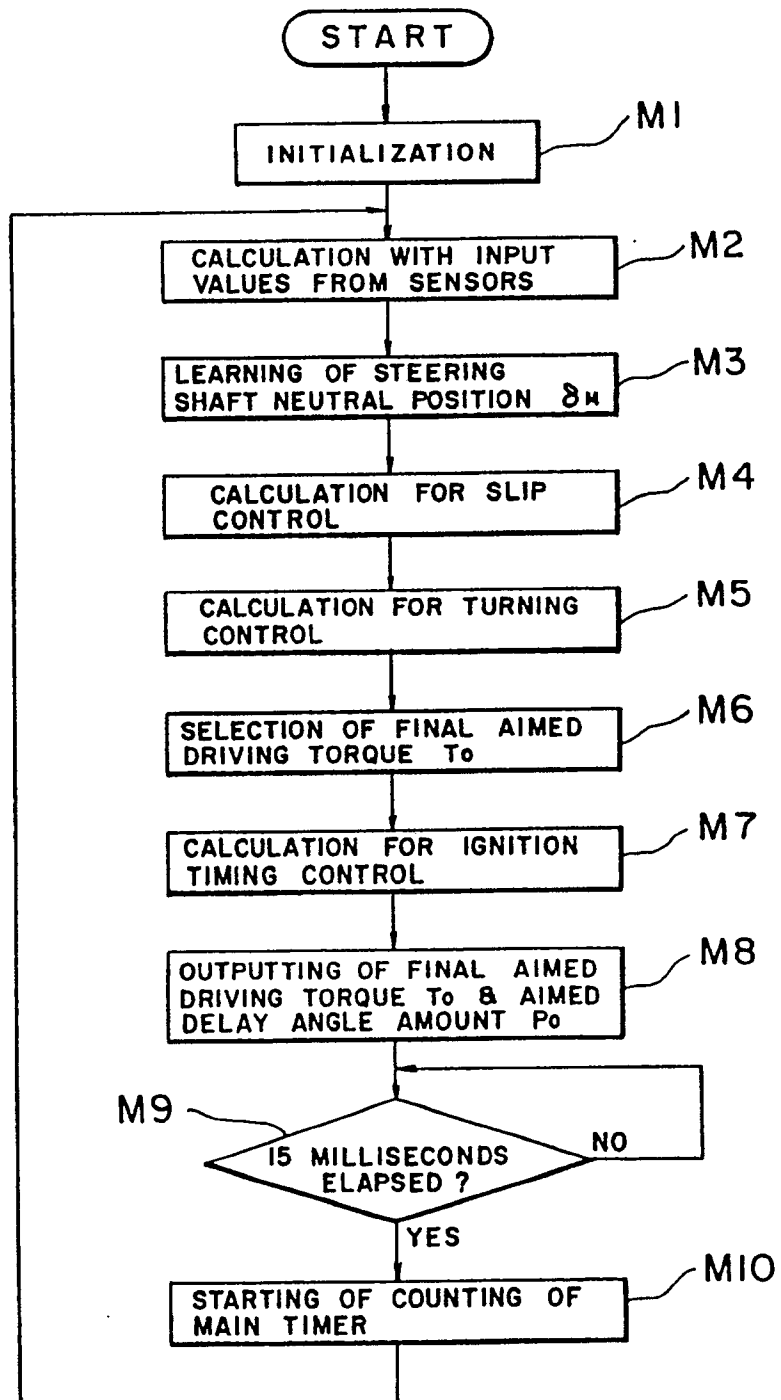 START
M1
INITIALIZATION
M2
CALCULATION WITH INPUT
VALUES FROM SENSORS
M3
LEARNING OF STEERING
SHAFT NEUTRAL POSITION δM
M4
CALCULATION FOR SLIP
CONTROL
M5
CALCULATION FOR TURNING
CONTROL
M6
SELECTION OF FINAL AIMED
DRIVING TORQUE To
M7
CALCULATION FOR IGNITION
TIMING CONTROL
M8
OUTPUTTING OF FINAL AIMED
DRIVING TORQUE To & AIMED
DELAY ANGLE AMOUNT Po
M9
15 MILLISECONDS
ELAPSED ?
NO
YES
M10
STARTING OF COUNTING OF
MAIN TIMER